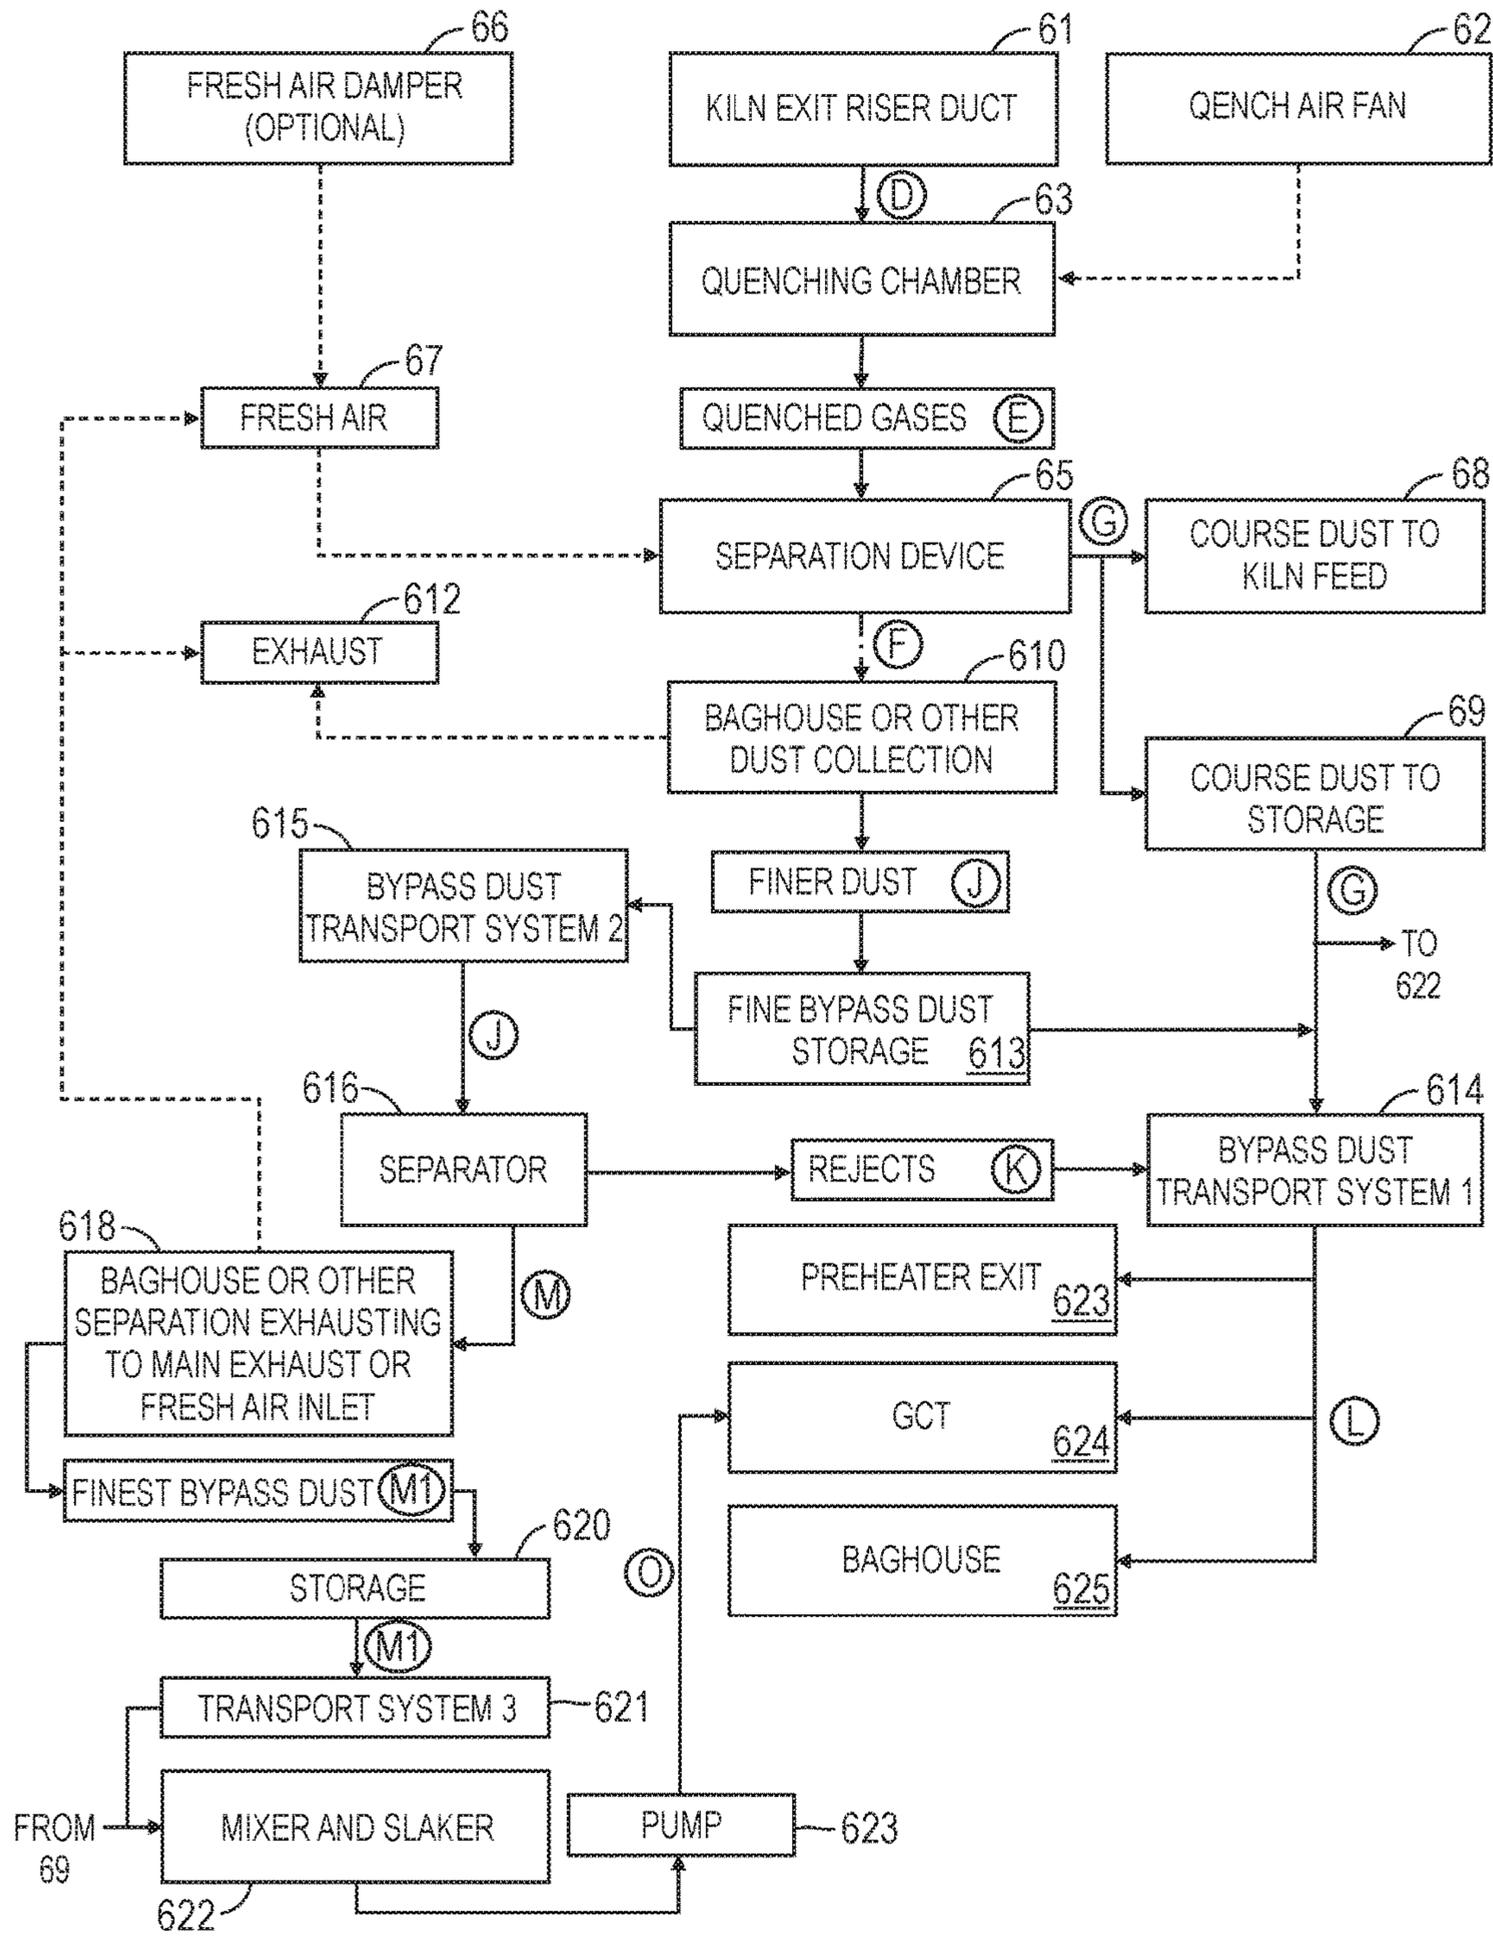 66
FRESH AIR DAMPER
(OPTIONAL)
61
KILN EXIT RISER DUCT
62
QENCH AIR FAN
D
63
QUENCHING CHAMBER
67
FRESH AIR
QUENCHED GASES E
65
SEPARATION DEVICE
G
68
COURSE DUST TO
KILN FEED
612
EXHAUST
F
610
BAGHOUSE OR OTHER
DUST COLLECTION
69
COURSE DUST TO
STORAGE
615
BYPASS DUST
TRANSPORT SYSTEM 2
FINER DUST J
G
TO
622
FINE BYPASS DUST
STORAGE 613
J
616
SEPARATOR
REJECTS K
614
BYPASS DUST
TRANSPORT SYSTEM 1
618
BAGHOUSE OR OTHER
SEPARATION EXHAUSTING
TO MAIN EXHAUST OR
FRESH AIR INLET
M
PREHEATER EXIT
623
GCT
624
L
FINEST BYPASS DUST M1
BAGHOUSE
625
620
STORAGE
O
M1
TRANSPORT SYSTEM 3
621
FROM
69
MIXER AND SLAKER
622
PUMP
623